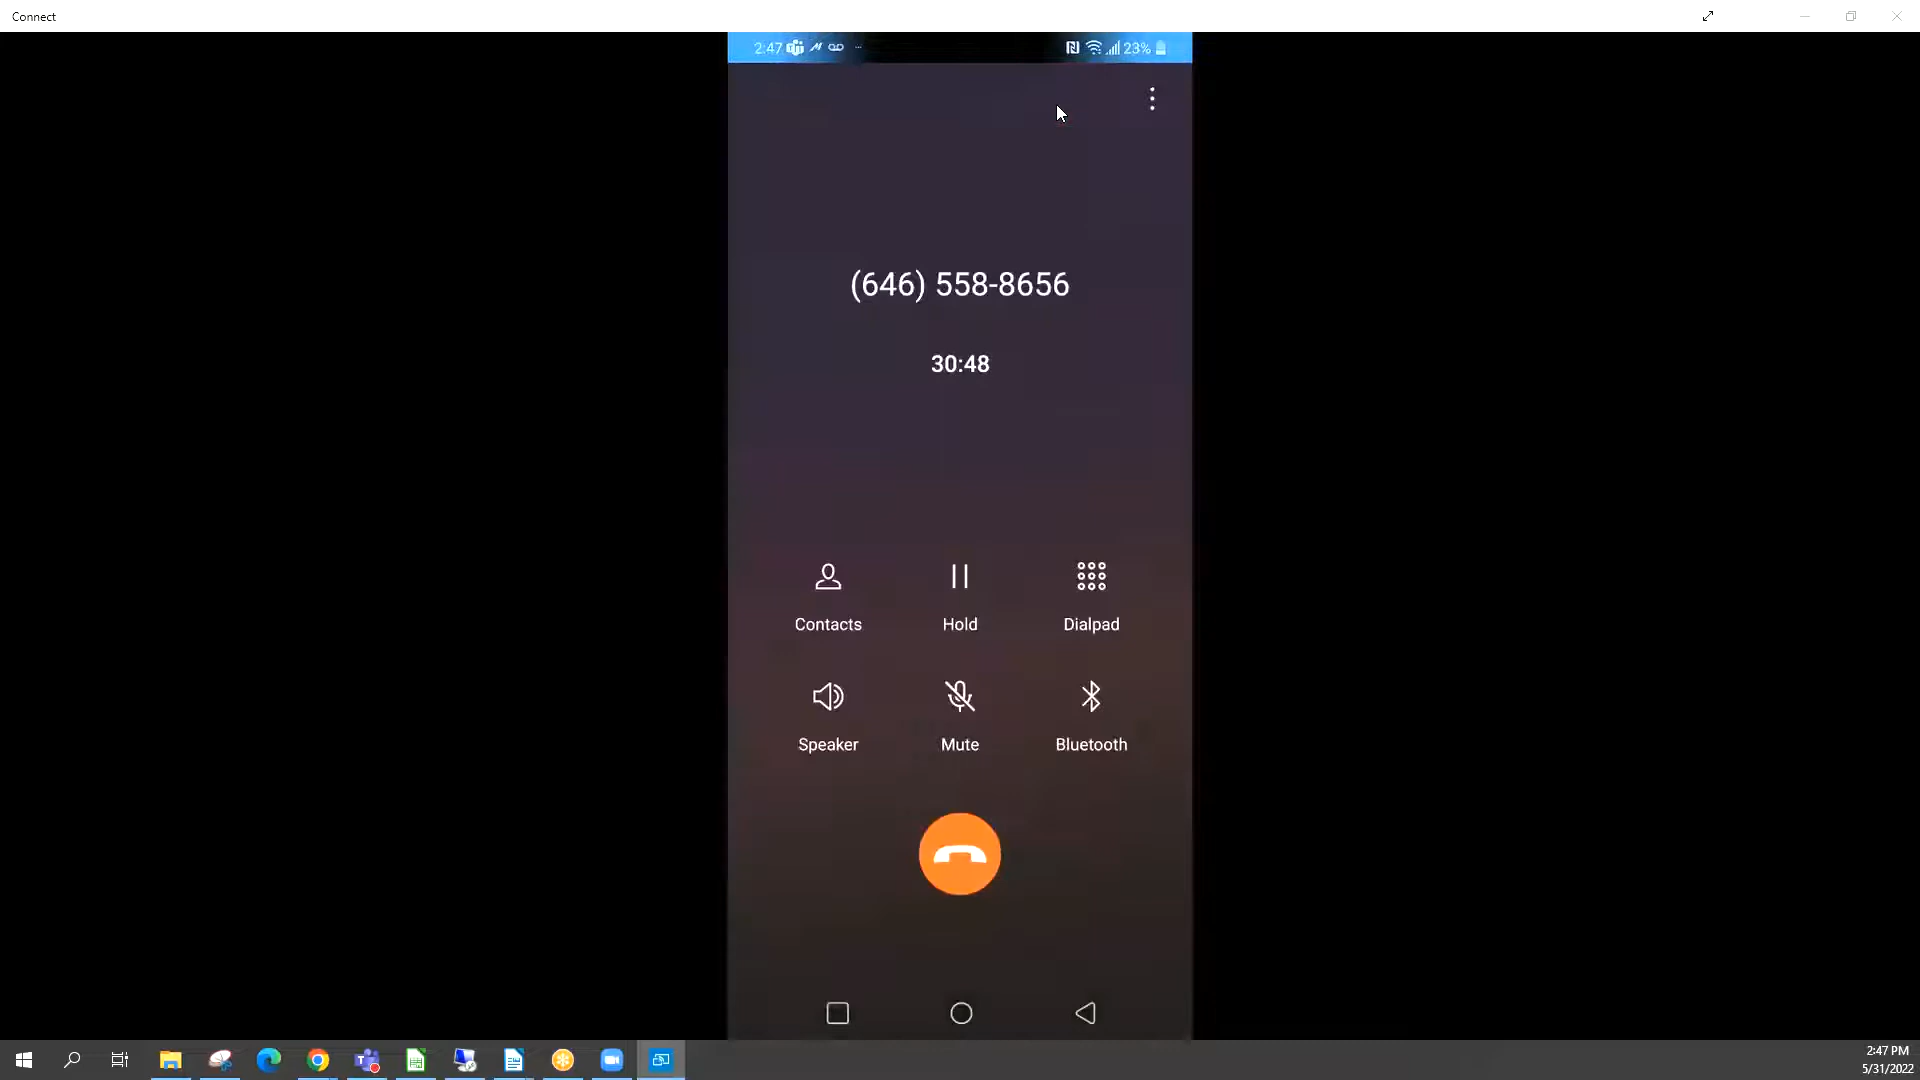 Connect
2:47
23%
(646) 558-8656
30:48
Contacts
Hold
Dialpad
Speaker
Mute
Bluetooth
2:47 PM
5/31/2022